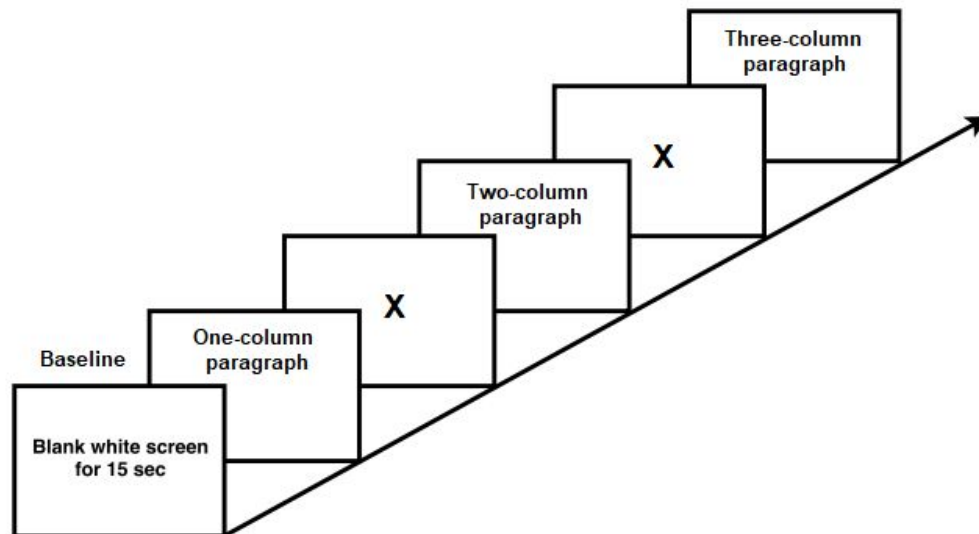 Three-column
paragraph
X
Two-column
paragraph
X
One-column
paragraph
Baseline
Blank white screen
for 15 sec